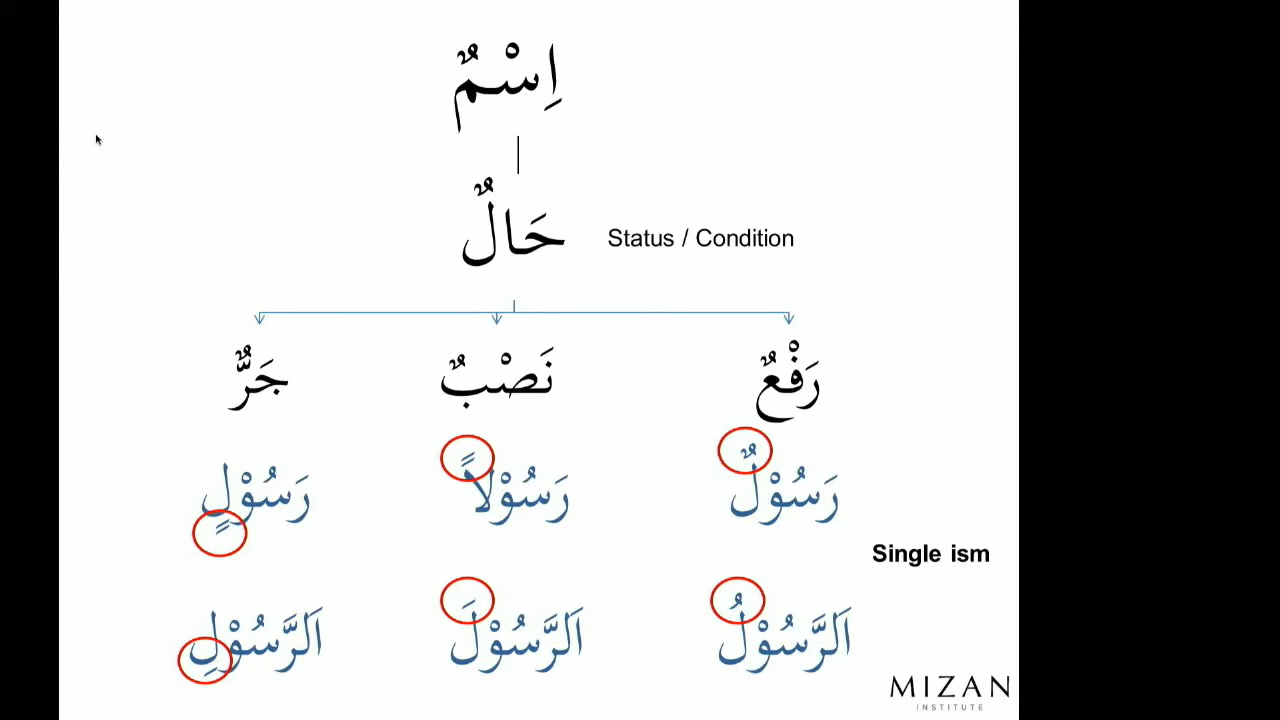 اِسْمٌ
حَالٌ
Status / Condition
رَفْعٌ نَصْبٌ جَرٌّ
رَسُوْلٌ رَسُوْلاً رَسُوْلٍ
Single ism
اَلرَّسُوْلُ اَلرَّسُوْلَ اَلرَّسُوْلِ
MIZAN
INSTITUTE